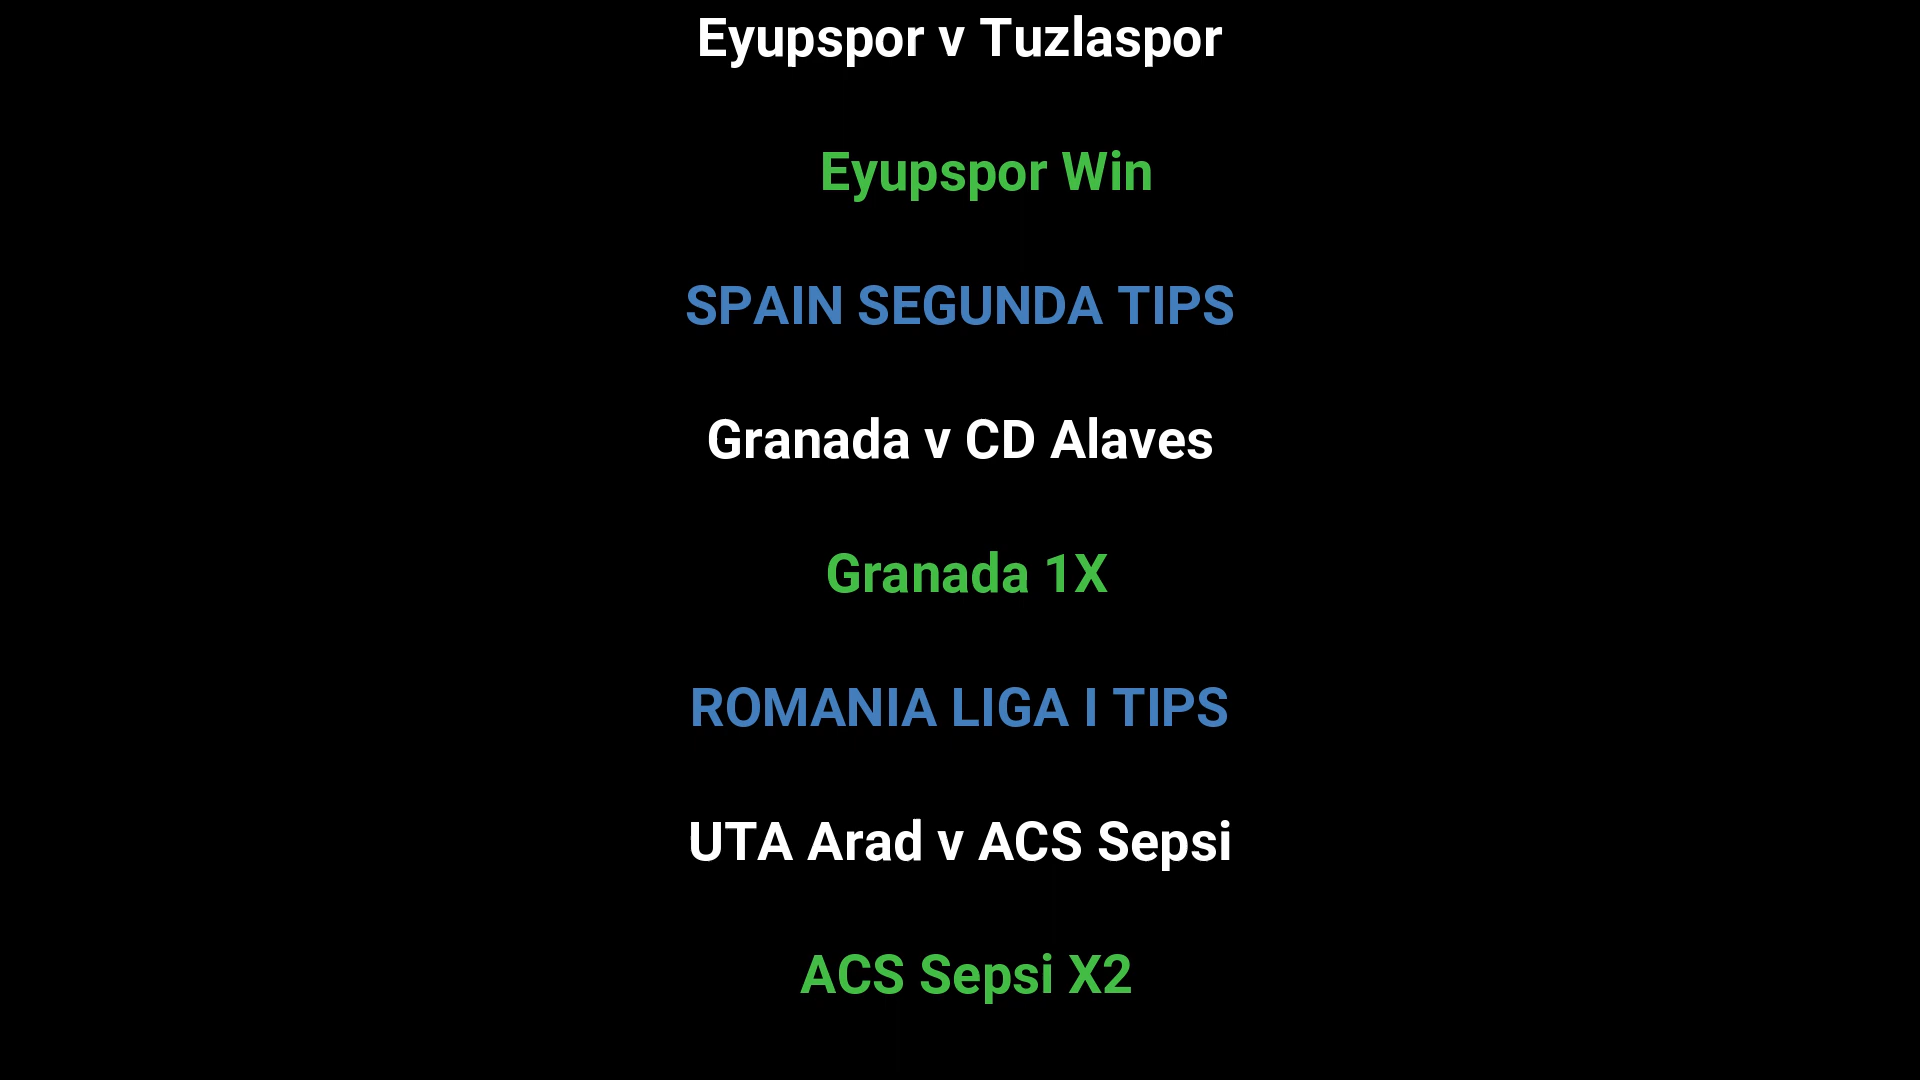 Eyupspor v Tuzlaspor
Eyupspor Win
SPAIN SEGUNDA TIPS
Granada v CD Alaves
Granada 1X
ROMANIA LIGA I TIPS
UTA Arad v ACS Sepsi
ACS Sepsi X2